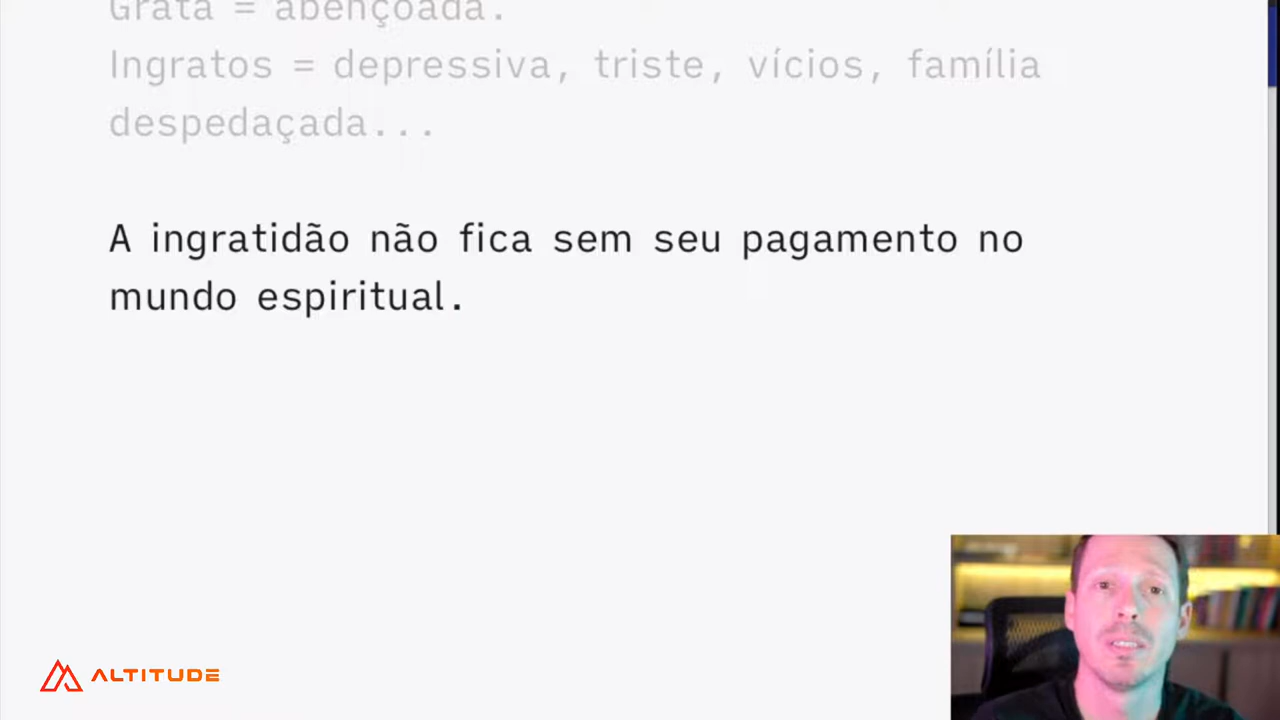 Grata = abençoada.
Ingratos = depressiva, triste, vícios, família
despedaçada...
A ingratidão não fica sem seu pagamento no
mundo espiritual.
ALTITUDE